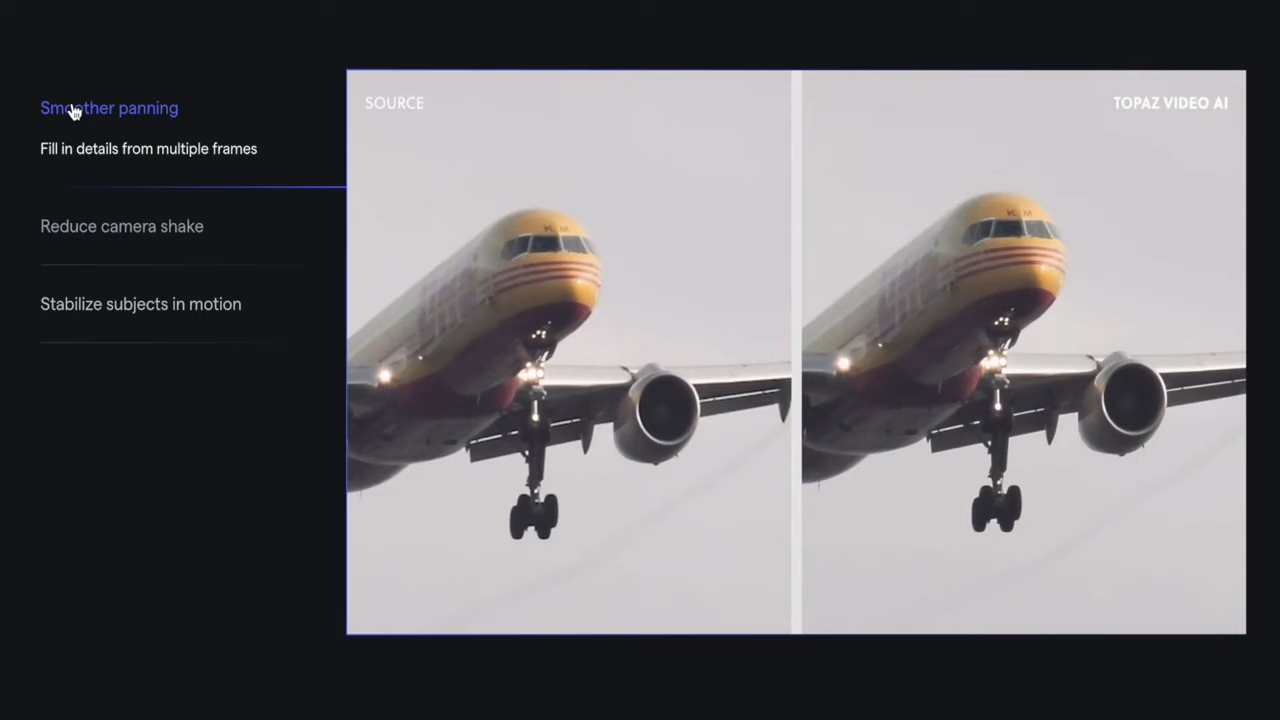 Smoother panning
Fill in details from multiple frames
Reduce camera shake
Stabilize subjects in motion
SOURCE
TOPAZ VIDEO AI
K M
K M